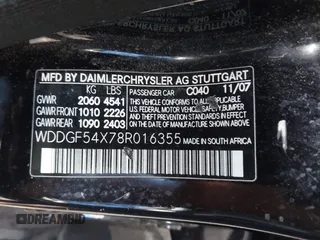 MFD BY DAIMLERCHRYSLER AG STUTTGART
KG LBS
PASSENGER CAR C040 11/07
GVWR 2060 4541
GAWR FRONT 1010 2226
GAWR REAR 1090 2403
THIS VEHICLE CONFORMS TO ALL APPLICABLE
U.S. FEDERAL MOTOR VEHICLE SAFETY, BUMPER,
AND THEFT PREVENTION STANDARDS IN EFFECT
ON THE DATE OF MANUFACTURE SHOWN ABOVE
WDDGF54X78R016355 MADE IN SOUTH AFRICA
DREAMBID